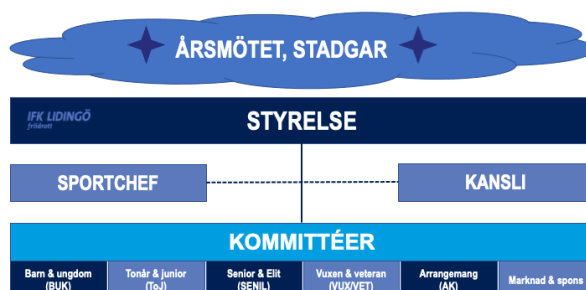 ÅRSMÖTET, STADGAR
IFK LIDINGÖ
friidrott
STYRELSE
SPORTCHEF
KANSLI
KOMMITTÉER
Barn & ungdom
(BUK)
Tonår & junior
(ToJ)
Senior & Elit
(SENIL)
Vuxen & veteran
(VUX/VET)
Arrangemang
(AK)
Marknad & spons